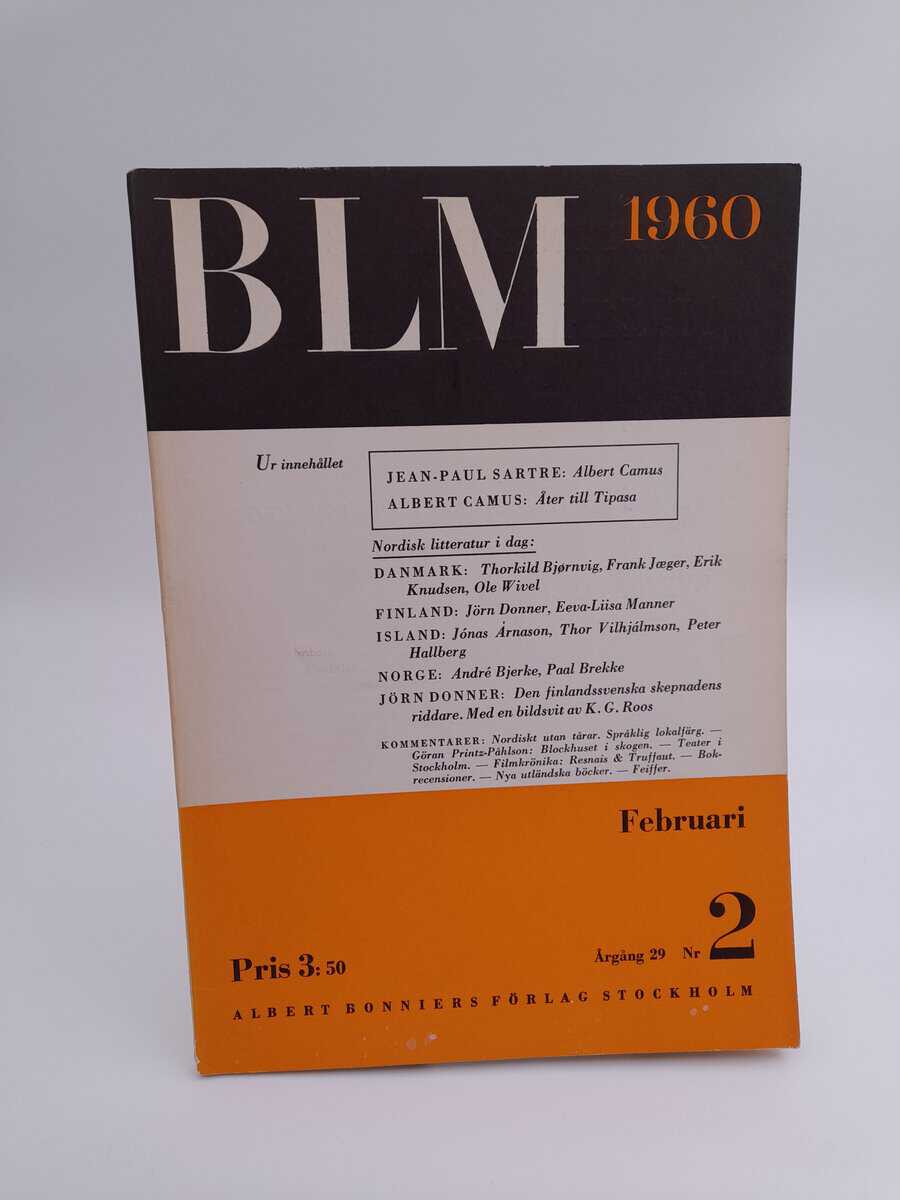 BLM 1960
Ur innehållet
JEAN-PAUL SARTRE: Albert Camus
ALBERT CAMUS: Åter till Tipasa
Nordisk litteratur i dag:
DANMARK: Thorkild Bjørnvig, Frank Jæger, Erik
Knudsen, Ole Wivel
FINLAND: Jörn Donner, Eeva-Liisa Manner
ISLAND: Jónas Árnason, Thor Vilhjálmson, Peter
Hallberg
NORGE: André Bjerke, Paal Brekke
JÖRN DONNER: Den finlandssvenska skepnadens
riddare. Med en bildsvit av K. G. Roos
KOMMENTARER: Nordiskt utan tårar. Språklig lokalfärg. —
Göran Printz-Påhlson: Blockhuset i skogen. — Teater i
Stockholm. — Filmkrönika: Resnais & Truffaut. — Bok-
recensioner. — Nya utländska böcker. — Feiffer.
Februari
Pris 3: 50
Årgång 29 Nr 2
ALBERT BONNIERS FÖRLAG STOCKHOLM